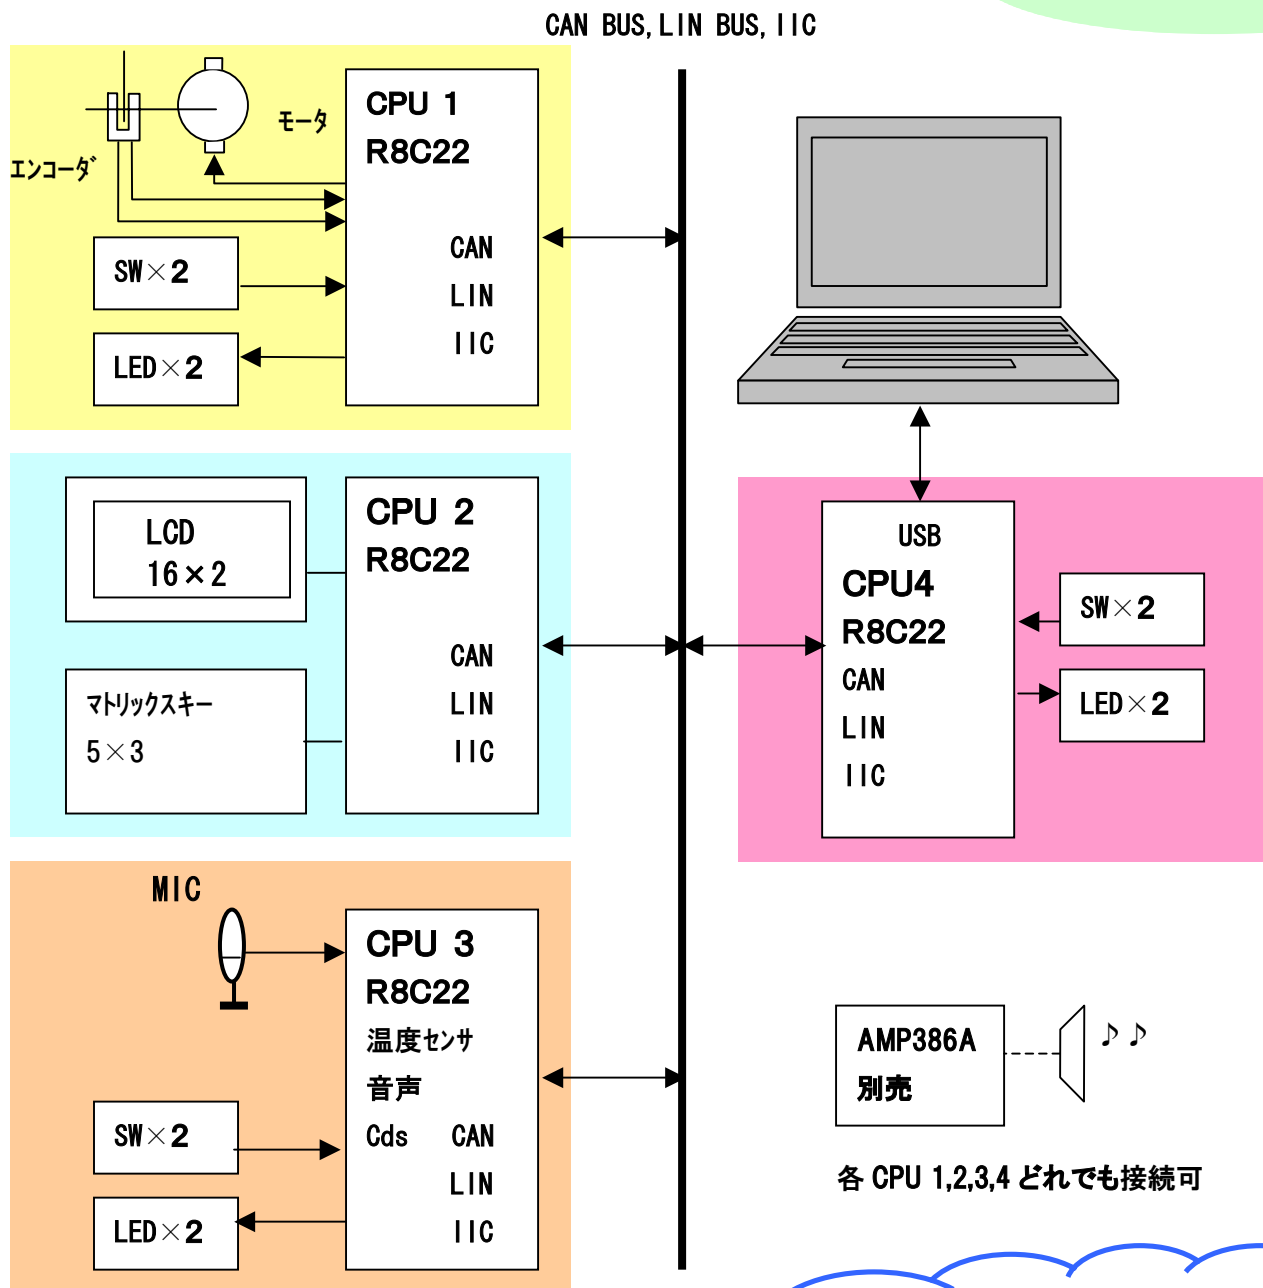 CAN BUS,LIN BUS,IIC
CPU 1
R8C22
モータ
エンコーダ
SW×2
LED×2
CAN
LIN
IIC
LCD
16×2
マトリックスキー
5×3
CPU 2
R8C22
CAN
LIN
IIC
USB
CPU4
R8C22
CAN
LIN
IIC
SW×2
LED×2
MIC
CPU 3
R8C22
温度センサ
音声
Cds CAN
LIN
IIC
SW×2
LED×2
AMP386A
別売
♪♪
各 CPU 1,2,3,4 どれでも接続可